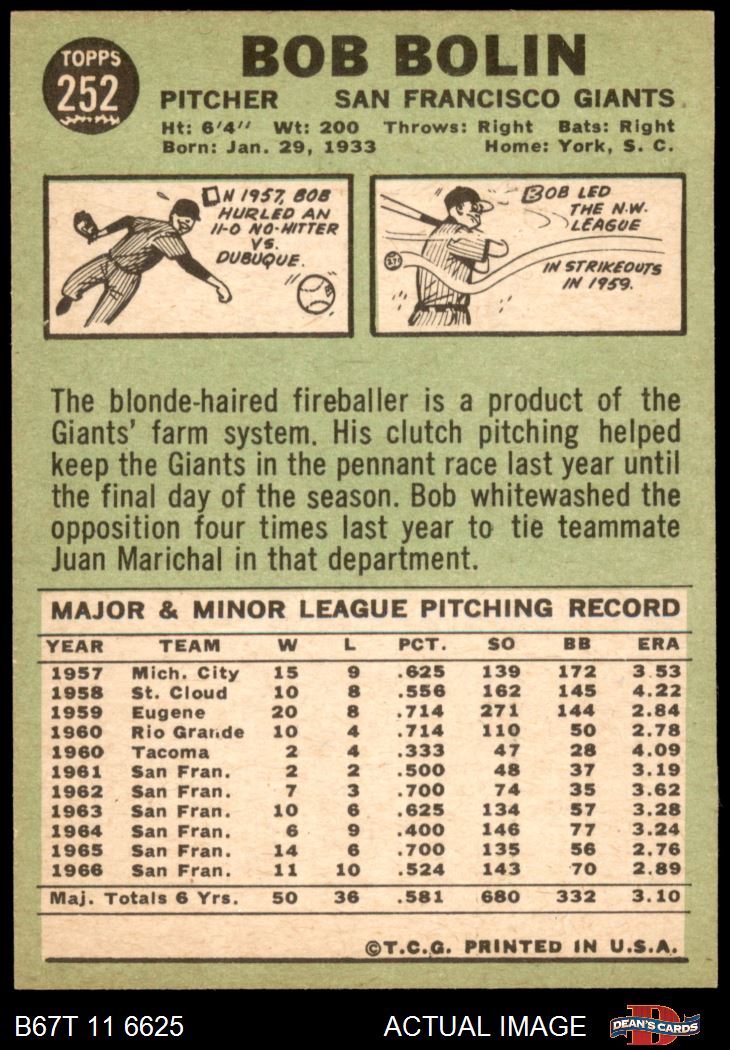 TOPPS
252
BOB BOLIN
PITCHER SAN FRANCISCO GIANTS
Ht: 6'4" Wt: 200 Throws: Right Bats: Right
Born: Jan. 29, 1933 Home: York, S. C.
IN 1957, BOB
HURLED AN
11-0 NO-HITTER
VS.
DUBUQUE.
BOB LED
THE N.W.
LEAGUE
271
IN STRIKEOUTS
IN 1959.
The blonde-haired fireballer is a product of the
Giants' farm system. His clutch pitching helped
keep the Giants in the pennant race last year until
the final day of the season. Bob whitewashed the
opposition four times last year to tie teammate
Juan Marichal in that department.
MAJOR & MINOR LEAGUE PITCHING RECORD
YEAR TEAM W L PCT. SO BB ERA
1957 Mich. City 15 9 .625 139 172 3.53
1958 St. Cloud 10 8 .556 162 145 4.22
1959 Eugene 20 8 .714 271 144 2.84
1960 Rio Grande 10 4 .714 110 50 2.78
1960 Tacoma 2 4 .333 47 28 4.09
1961 San Fran. 2 2 .500 48 37 3.19
1962 San Fran. 7 3 .700 74 35 3.62
1963 San Fran. 10 6 .625 134 57 3.28
1964 San Fran. 6 9 .400 146 77 3.24
1965 San Fran. 14 6 .700 135 56 2.76
1966 San Fran. 11 10 .524 143 70 2.89
Maj. Totals 6 Yrs. 50 36 .581 680 332 3.10
©T.C.G. PRINTED IN U.S.A.
B67T 11 6625 ACTUAL IMAGE
D
DEAN'S CARDS